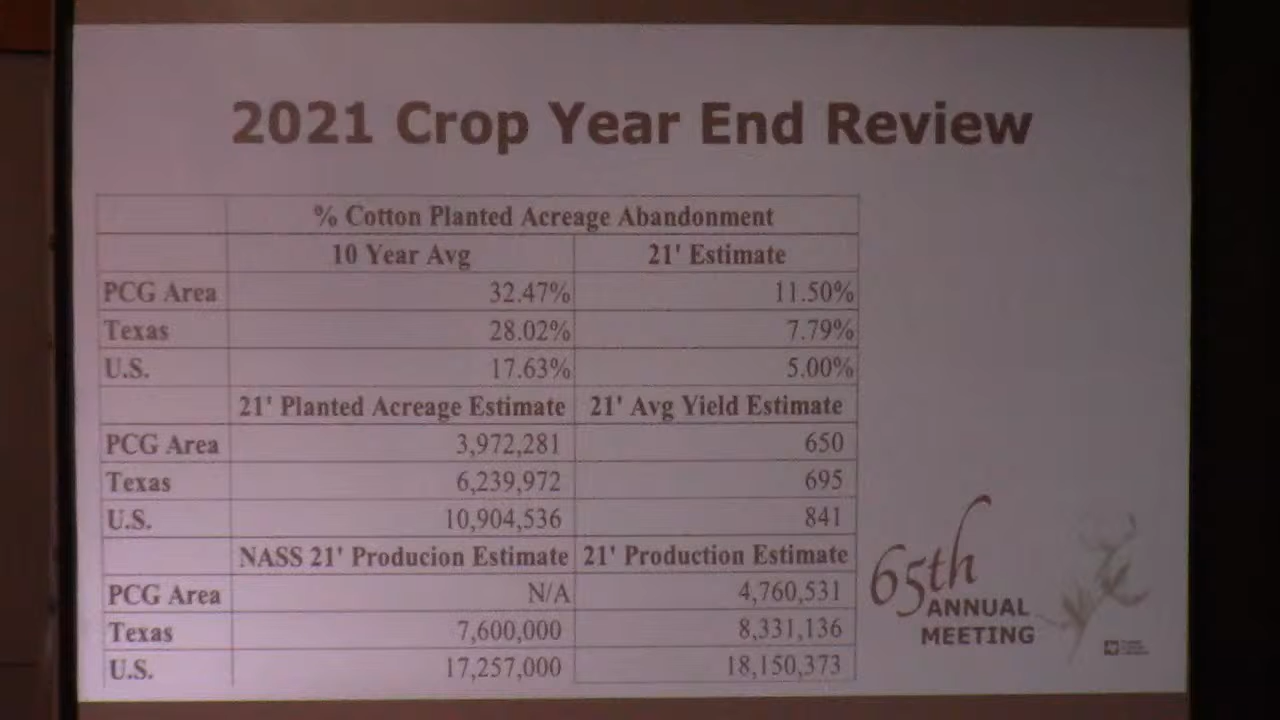 2021 Crop Year End Review
% Cotton Planted Acreage Abandonment
10 Year Avg 21' Estimate
PCG Area 32.47% 11.50%
Texas 28.02% 7.79%
U.S. 17.63% 5.00%
21' Planted Acreage Estimate 21' Avg Yield Estimate
PCG Area 3,972,281 650
Texas 6,239,972 695
U.S. 10,904,536 841
NASS 21' Producion Estimate 21' Production Estimate
PCG Area N/A 4,760,531
Texas 7,600,000 8,331,136
U.S. 17,257,000 18,150,373
65th
ANNUAL
MEETING